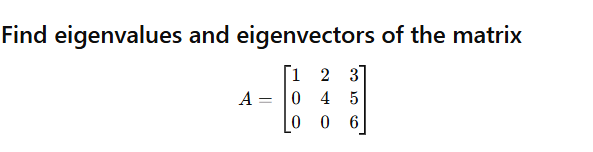 Find eigenvalues and eigenvectors of the matrix
A = [1 2 3
0 4 5
0 0 6]